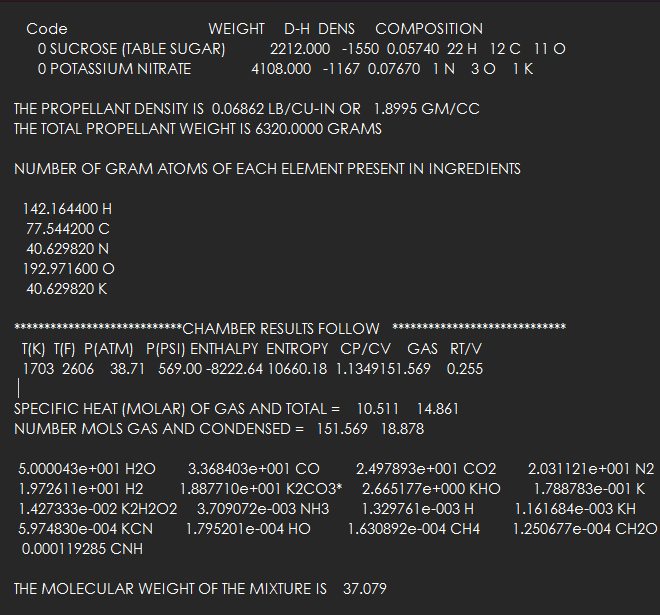 Code WEIGHT D-H DENS COMPOSITION
0 SUCROSE (TABLE SUGAR) 2212.000 -1550 0.05740 22 H 12 C 11 O
0 POTASSIUM NITRATE 4108.000 -1167 0.07670 1 N 3 O 1 K
THE PROPELLANT DENSITY IS 0.06862 LB/CU-IN OR 1.8995 GM/CC
THE TOTAL PROPELLANT WEIGHT IS 6320.0000 GRAMS
NUMBER OF GRAM ATOMS OF EACH ELEMENT PRESENT IN INGREDIENTS
142.164400 H
77.544200 C
40.629820 N
192.971600 O
40.629820 K
****************************CHAMBER RESULTS FOLLOW *****************************
T(K) T(F) P(ATM) P(PSI) ENTHALPY ENTROPY CP/CV GAS RT/V
1703 2606 38.71 569.00 -8222.64 10660.18 1.1349151.569 0.255
SPECIFIC HEAT (MOLAR) OF GAS AND TOTAL = 10.511 14.861
NUMBER MOLS GAS AND CONDENSED = 151.569 18.878
5.000043e+001 H2O 3.368403e+001 CO 2.497893e+001 CO2 2.031121e+001 N2
1.972611e+001 H2 1.887710e+001 K2CO3* 2.665177e+000 KHO 1.788783e-001 K
1.427333e-002 K2H2O2 3.709072e-003 NH3 1.329761e-003 H 1.161684e-003 KH
5.974830e-004 KCN 1.795201e-004 HO 1.630892e-004 CH4 1.250677e-004 CH2O
0.000119285 CNH
THE MOLECULAR WEIGHT OF THE MIXTURE IS 37.079